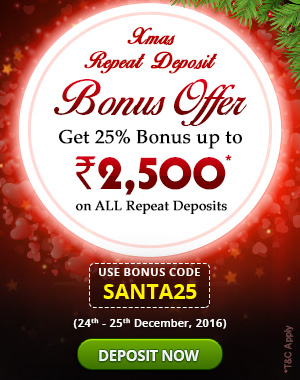 Xmas
Repeat Deposit
Bonus Offer
Get 25% Bonus up to
₹2,500*
on ALL Repeat Deposits
USE BONUS CODE
SANTA25
(24th - 25th December, 2016)
DEPOSIT NOW
*T&C Apply